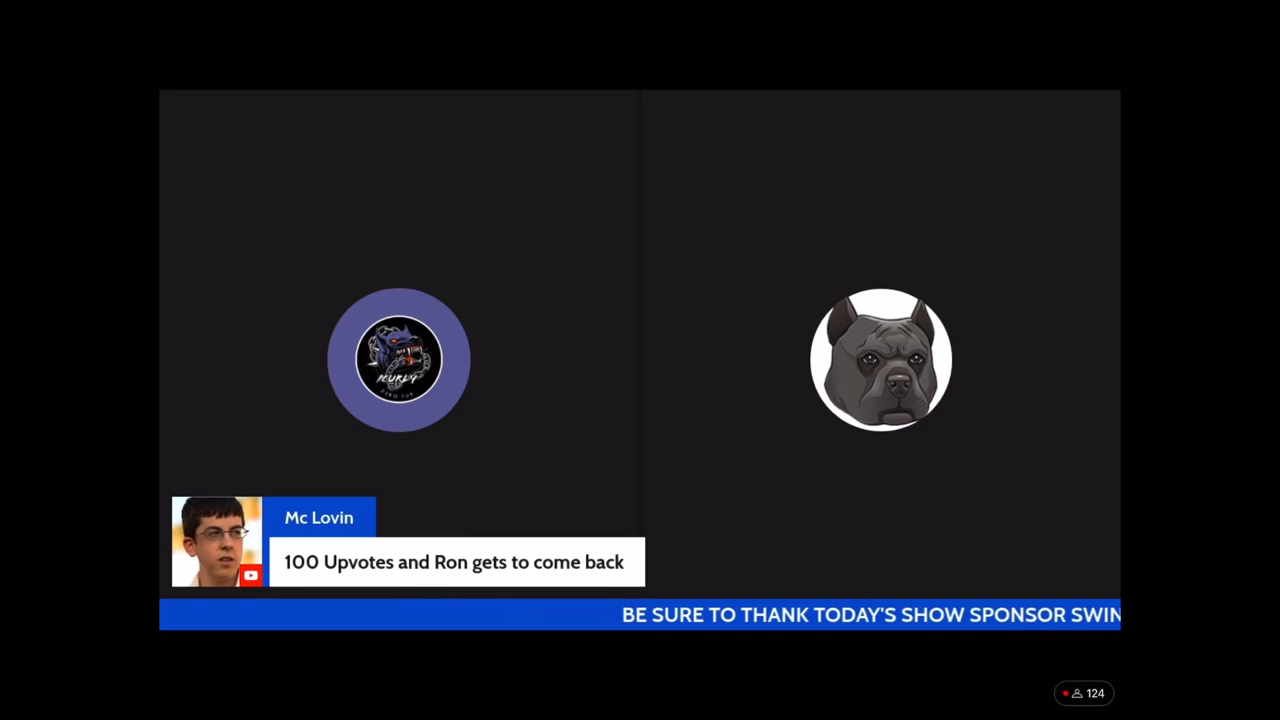 Mc Lovin
100 Upvotes and Ron gets to come back
BE SURE TO THANK TODAY'S SHOW SPONSOR SWIN
124